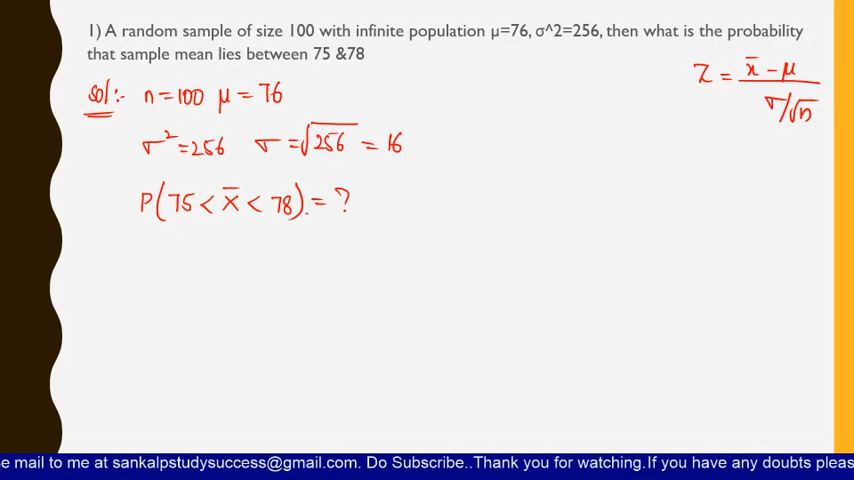 1) A random sample of size 100 with infinite population μ=76, σ^2=256, then what is the probability
that sample mean lies between 75 &78
Z = (x̄ - μ) / (σ/√n)
Sol:- n=100 μ = 76
σ² = 256 σ = √256 = 16
P(75 < x̄ < 78) = ?
e mail to me at sankalpstudysuccess@gmail.com. Do Subscribe..Thank you for watching.If you have any doubts pleas